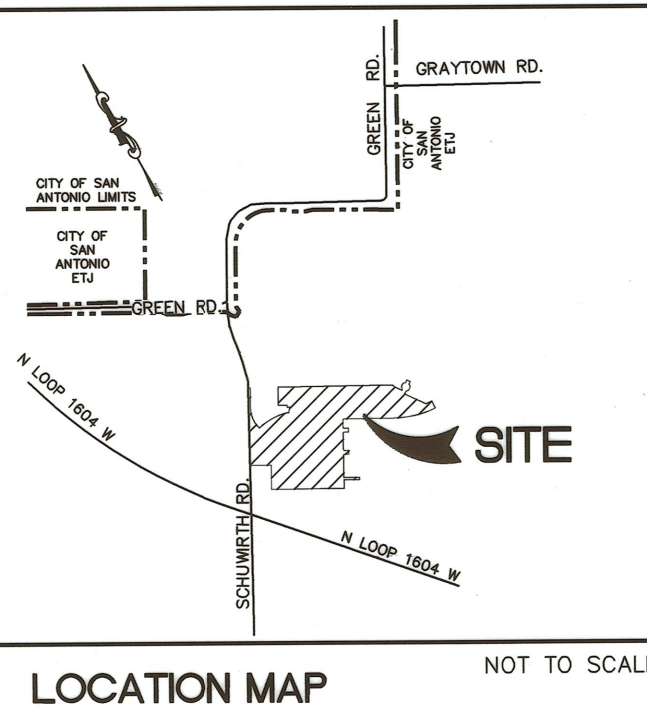 GREEN RD.
GRAYTOWN RD.
CITY OF
SAN
ANTONIO
ETJ
CITY OF SAN
ANTONIO LIMITS
CITY OF
SAN
ANTONIO
ETJ
GREEN RD.
N LOOP 1604 W
SITE
SCHUWIRTH RD.
N LOOP 1604 W
LOCATION MAP
NOT TO SCALE